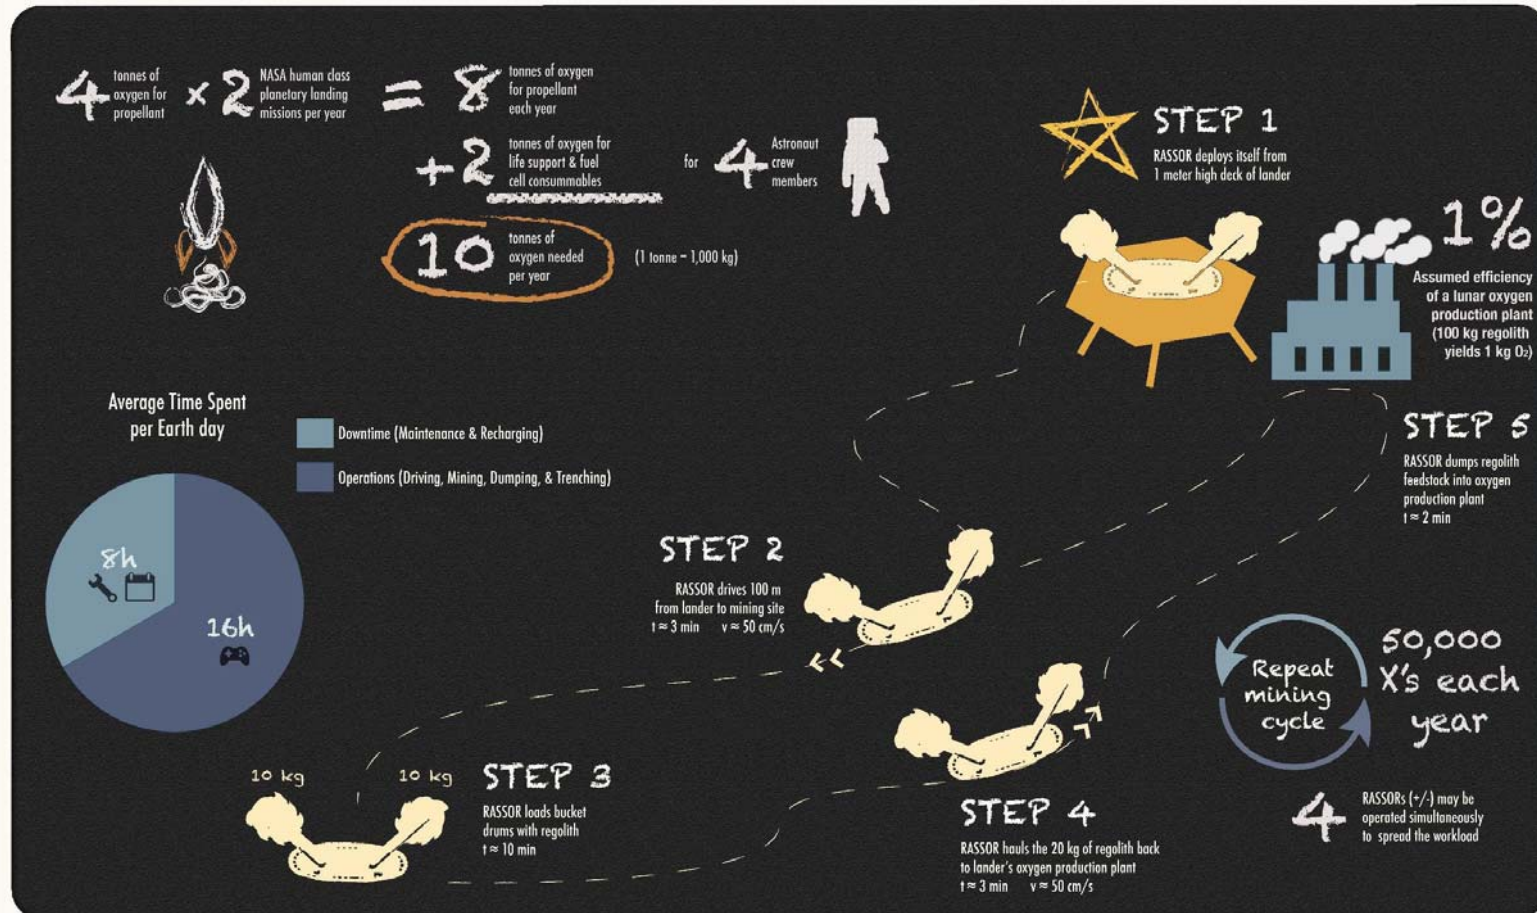 4
tonnes of
oxygen for
propellant
x 2
NASA human class
planetary landing
missions per year
=
8
tonnes of oxygen
for propellant
each year
+2
tonnes of oxygen for
life support & fuel
cell consummables
for
4
Astronaut
crew
members
10
tonnes of
oxygen needed
per year
(1 tonne = 1,000 kg)
STEP 1
RASSOR deploys itself from
1 meter high deck of lander
1%
Assumed efficiency
of a lunar oxygen
production plant
(100 kg regolith
yields 1 kg O₂)
Average Time Spent
per Earth day
Downtime (Maintenance & Recharging)
Operations (Driving, Mining, Dumping, & Trenching)
8h
16h
STEP 2
RASSOR drives 100 m
from lander to mining site
t ≈ 3 min v ≈ 50 cm/s
10 kg
10 kg
STEP 3
RASSOR loads bucket
drums with regolith
t ≈ 10 min
STEP 4
RASSOR hauls the 20 kg of regolith back
to lander's oxygen production plant
t ≈ 3 min v ≈ 50 cm/s
STEP 5
RASSOR dumps regolith
feedstock into oxygen
production plant
t ≈ 2 min
Repeat
mining
cycle
50,000
X's each
year
4
RASSORs (+/-) may be
operated simultaneously
to spread the workload